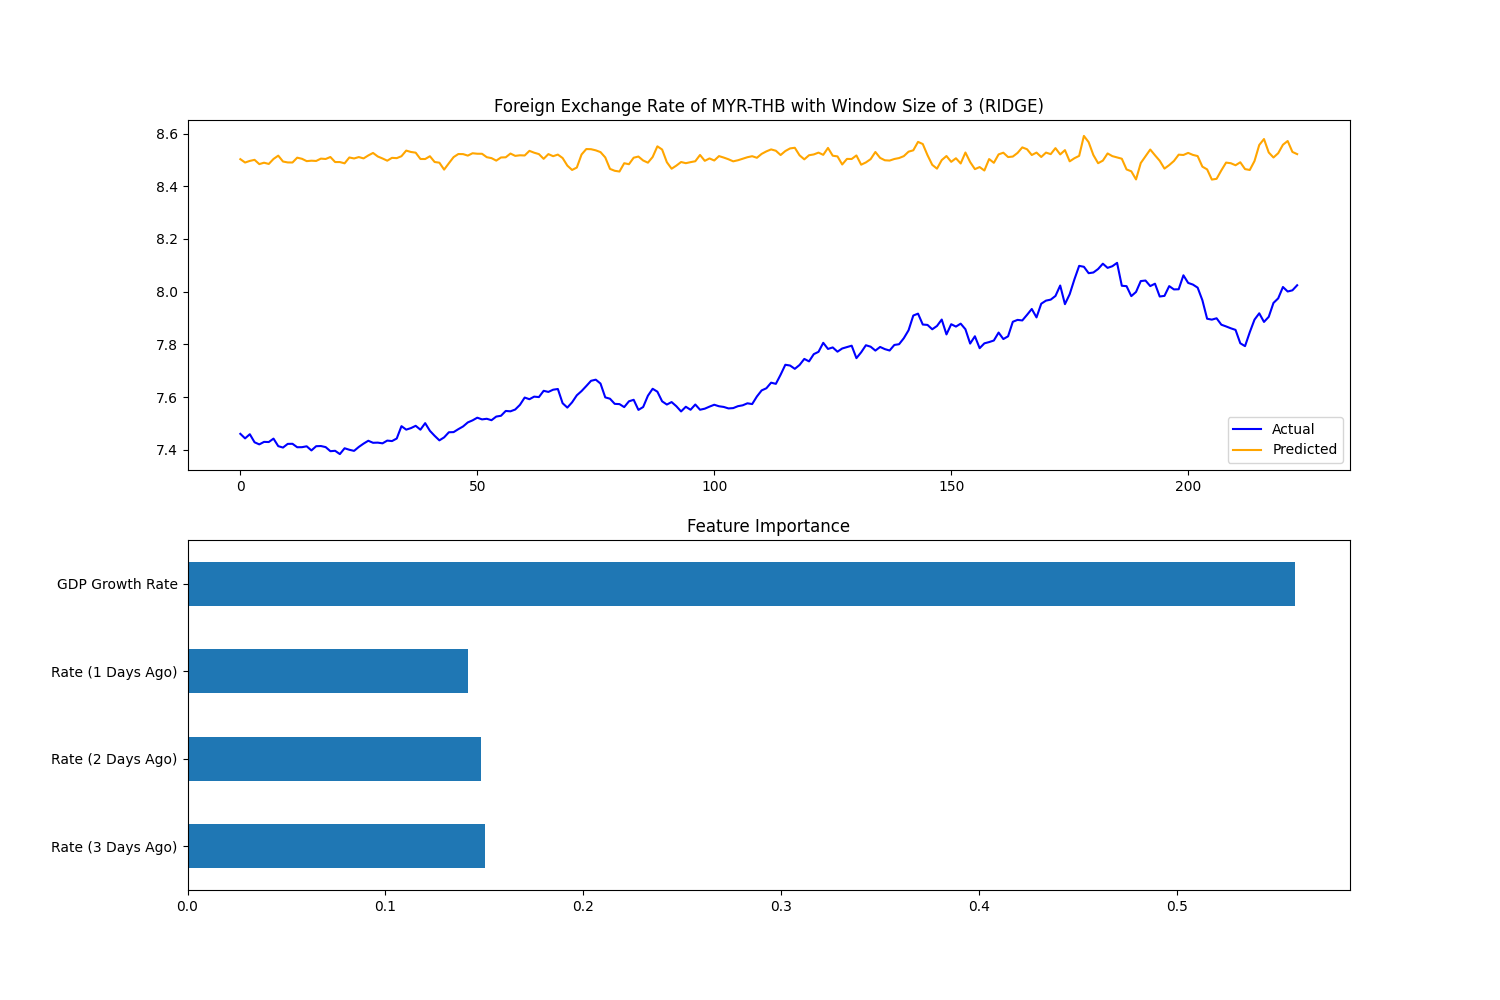 Foreign Exchange Rate of MYR-THB with Window Size of 3 (RIDGE)
8.6
8.4
8.2
8.0
7.8
7.6
7.4
Actual
Predicted
0 50 100 150 200
Feature Importance
GDP Growth Rate
Rate (1 Days Ago)
Rate (2 Days Ago)
Rate (3 Days Ago)
0.0 0.1 0.2 0.3 0.4 0.5